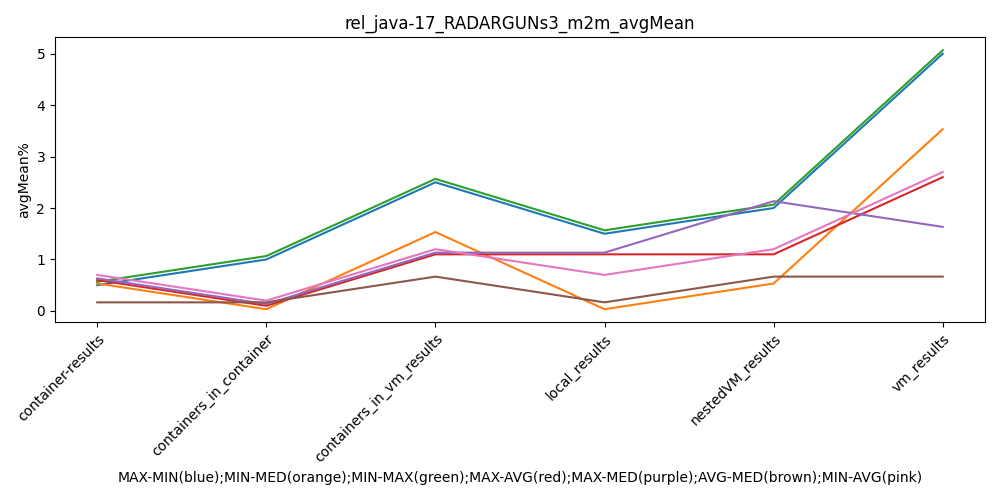 rel_java-17_RADARGUNs3_m2m_avgMean
avgMean%
5
4
3
2
1
0
container-results
containers_in_container
containers_in_vm_results
local_results
nestedVM_results
vm_results
MAX-MIN(blue);MIN-MED(orange);MIN-MAX(green);MAX-AVG(red);MAX-MED(purple);AVG-MED(brown);MIN-AVG(pink)